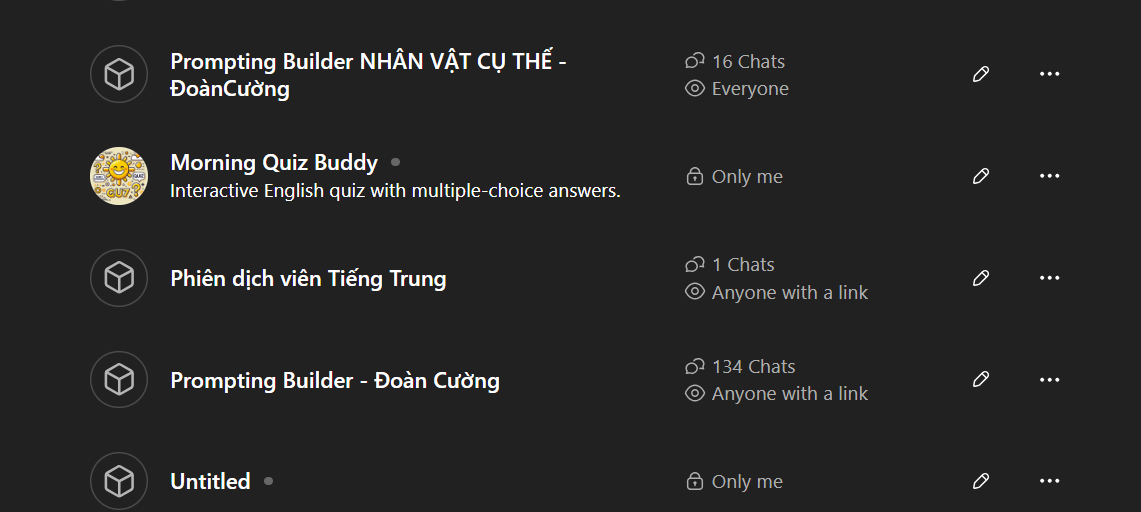 Prompting Builder NHÂN VẬT CỤ THỂ -
ĐoànCường
16 Chats
Everyone
Morning Quiz Buddy
Interactive English quiz with multiple-choice answers.
Only me
Phiên dịch viên Tiếng Trung
1 Chats
Anyone with a link
Prompting Builder - Đoàn Cường
134 Chats
Anyone with a link
Untitled
Only me